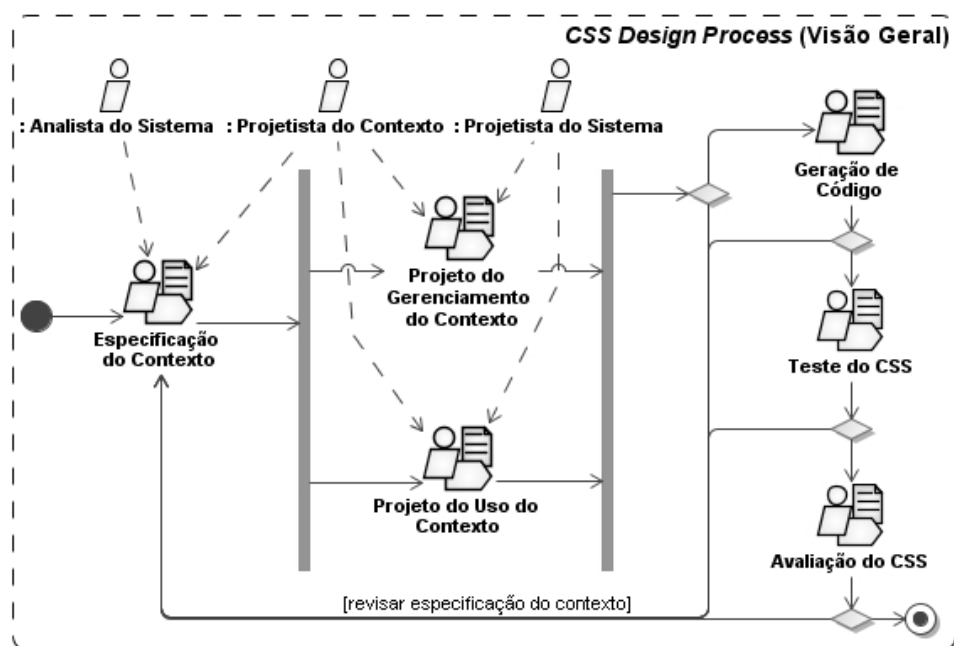 CSS Design Process (Visão Geral)
: Analista do Sistema
: Projetista do Contexto
: Projetista do Sistema
Geração de
Código
Projeto do
Gerenciamento
do Contexto
Especificação
do Contexto
Teste do CSS
Projeto do Uso do
Contexto
Avaliação do CSS
[revisar especificação do contexto]